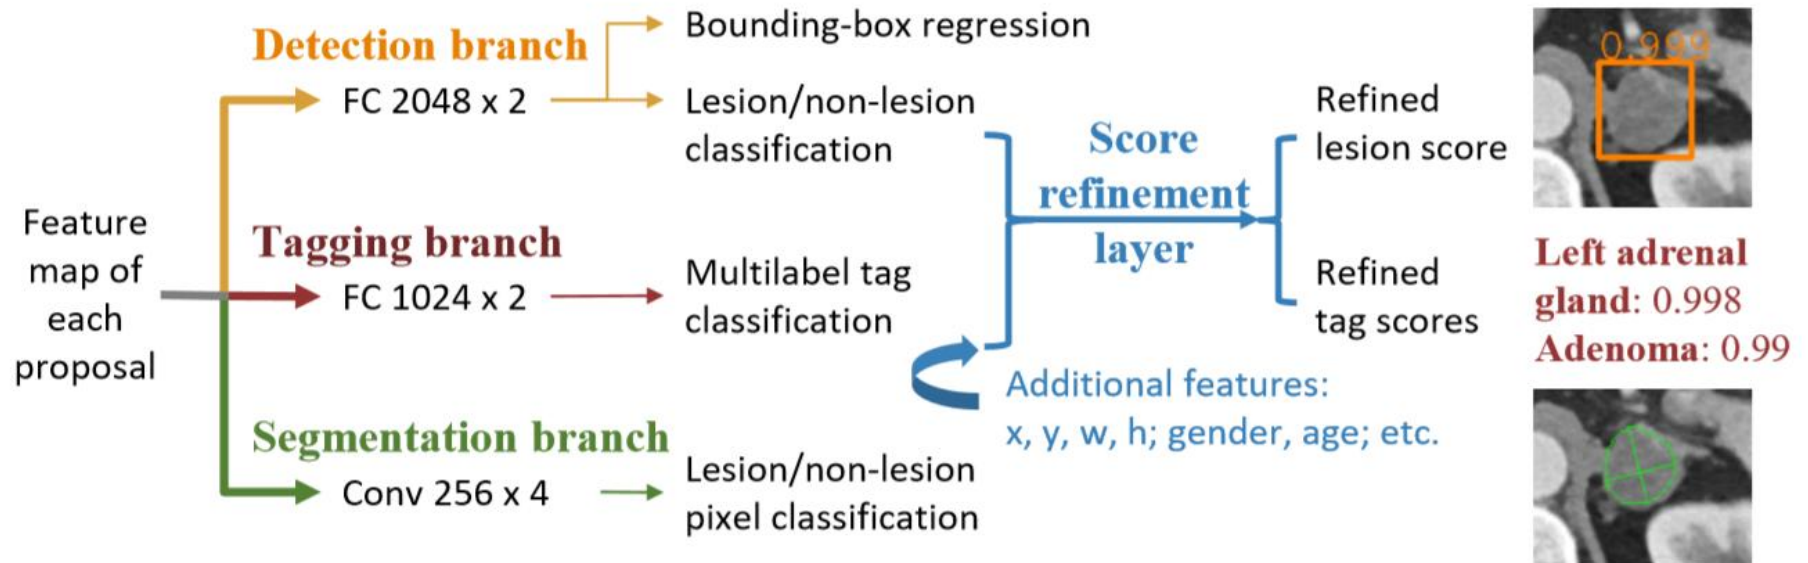 Feature
map of
each
proposal
Detection branch
FC 2048 x 2
Bounding-box regression
Lesion/non-lesion
classification
Tagging branch
FC 1024 x 2
Multilabel tag
classification
Segmentation branch
Conv 256 x 4
Lesion/non-lesion
pixel classification
Score
refinement
layer
Additional features:
x, y, w, h; gender, age; etc.
Refined
lesion score
Refined
tag scores
0.999
Left adrenal
gland: 0.998
Adenoma: 0.99